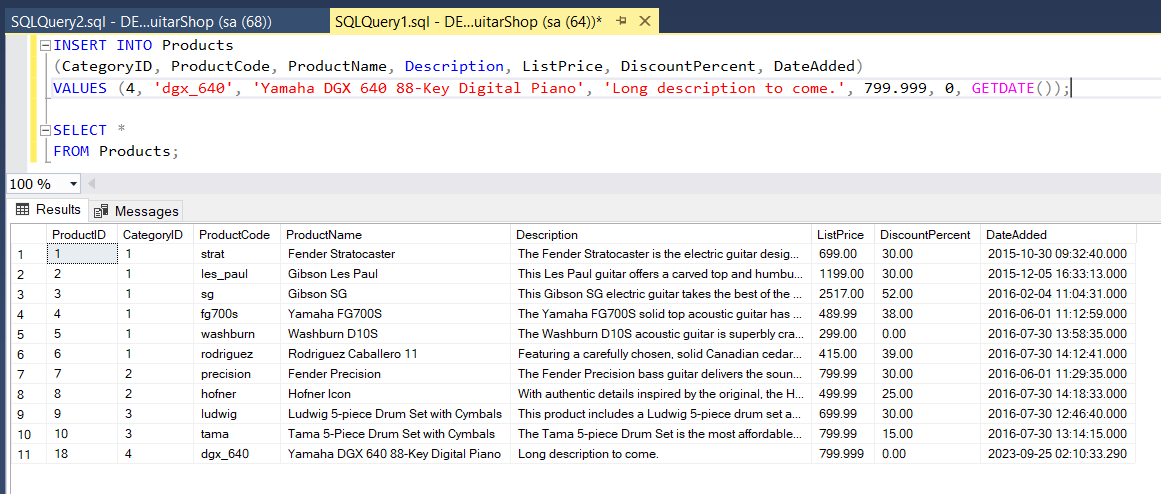 SQLQuery2.sql - DE...uitarShop (sa (68)) SQLQuery1.sql - DE...uitarShop (sa (64))*
INSERT INTO Products
(CategoryID, ProductCode, ProductName, Description, ListPrice, DiscountPercent, DateAdded)
VALUES (4, 'dgx_640', 'Yamaha DGX 640 88-Key Digital Piano', 'Long description to come.', 799.999, 0, GETDATE());
SELECT *
FROM Products;
100 %
Results Messages
ProductID CategoryID ProductCode ProductName Description ListPrice DiscountPercent DateAdded
1 1 1 strat Fender Stratocaster The Fender Stratocaster is the electric guitar desig... 699.00 30.00 2015-10-30 09:32:40.000
2 2 1 les_paul Gibson Les Paul This Les Paul guitar offers a carved top and humbu... 1199.00 30.00 2015-12-05 16:33:13.000
3 3 1 sg Gibson SG This Gibson SG electric guitar takes the best of the ... 2517.00 52.00 2016-02-04 11:04:31.000
4 4 1 fg700s Yamaha FG700S The Yamaha FG700S solid top acoustic guitar has ... 489.99 38.00 2016-06-01 11:12:59.000
5 5 1 washburn Washburn D10S The Washburn D10S acoustic guitar is superbly cra... 299.00 0.00 2016-07-30 13:58:35.000
6 6 1 rodriguez Rodriguez Caballero 11 Featuring a carefully chosen, solid Canadian cedar... 415.00 39.00 2016-07-30 14:12:41.000
7 7 2 precision Fender Precision The Fender Precision bass guitar delivers the soun... 799.99 30.00 2016-06-01 11:29:35.000
8 8 2 hofner Hofner Icon With authentic details inspired by the original, the H... 499.99 25.00 2016-07-30 14:18:33.000
9 9 3 ludwig Ludwig 5-piece Drum Set with Cymbals This product includes a Ludwig 5-piece drum set a... 699.99 30.00 2016-07-30 12:46:40.000
10 10 3 tama Tama 5-Piece Drum Set with Cymbals The Tama 5-piece Drum Set is the most affordable... 799.99 15.00 2016-07-30 13:14:15.000
11 18 4 dgx_640 Yamaha DGX 640 88-Key Digital Piano Long description to come. 799.999 0.00 2023-09-25 02:10:33.290